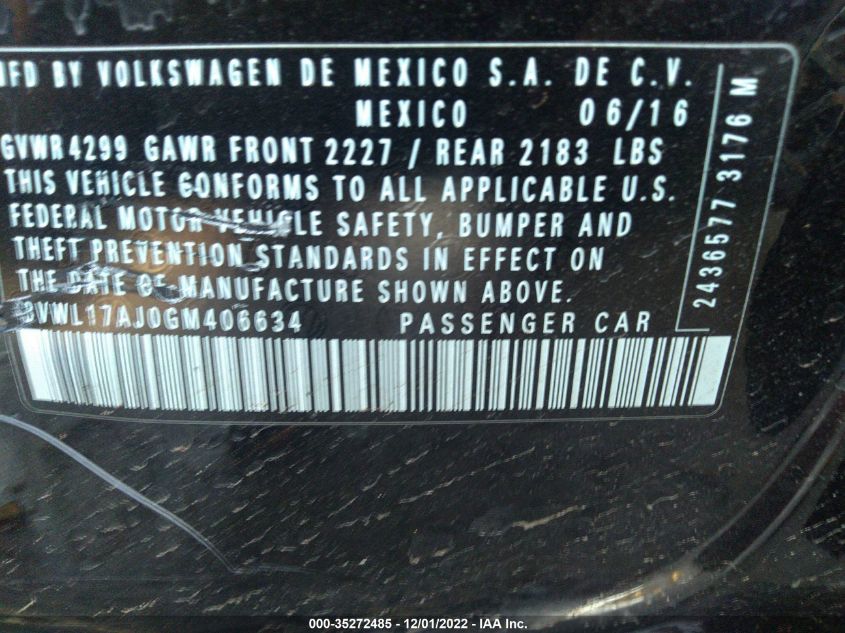 MFD BY VOLKSWAGEN DE MEXICO S.A. DE C.V.
MEXICO 06/16
GVWR 4299 GAWR FRONT 2227 / REAR 2183 LBS
THIS VEHICLE CONFORMS TO ALL APPLICABLE U.S.
FEDERAL MOTOR VEHICLE SAFETY, BUMPER AND
THEFT PREVENTION STANDARDS IN EFFECT ON
THE DATE OF MANUFACTURE SHOWN ABOVE.
3VWL17AJ0GM406634 PASSENGER CAR
2436577 3176 M
000-35272485 - 12/01/2022 - IAA Inc.